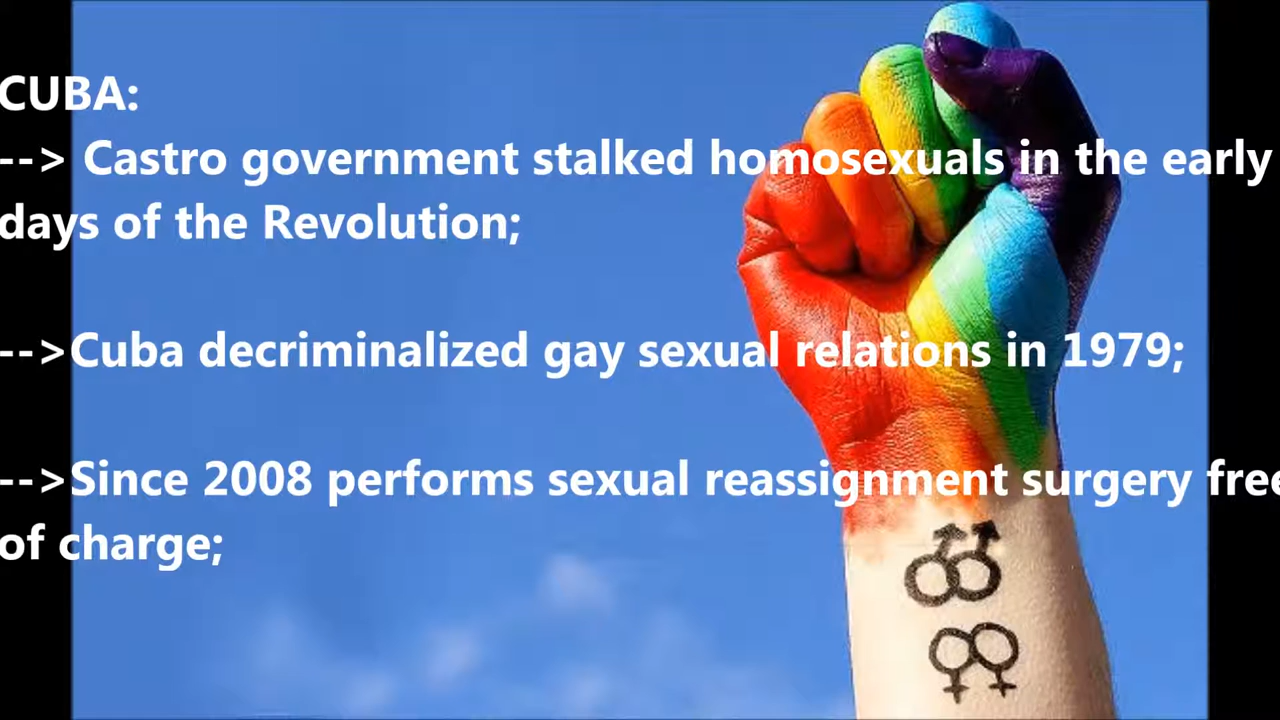 CUBA:
--> Castro government stalked homosexuals in the early
days of the Revolution;
-->Cuba decriminalized gay sexual relations in 1979;
-->Since 2008 performs sexual reassignment surgery free
of charge;